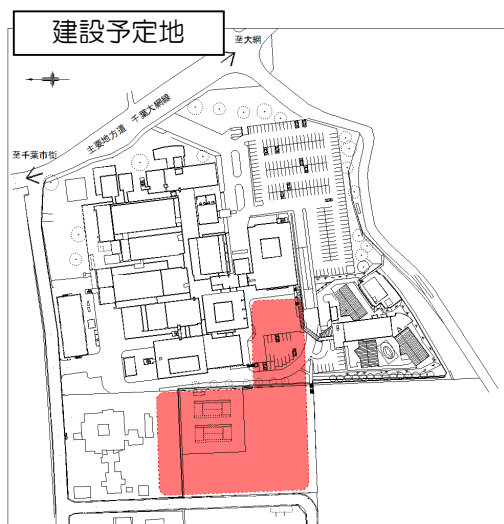 建設予定地
至大網
主要地方道　千葉大網線
至千葉市街